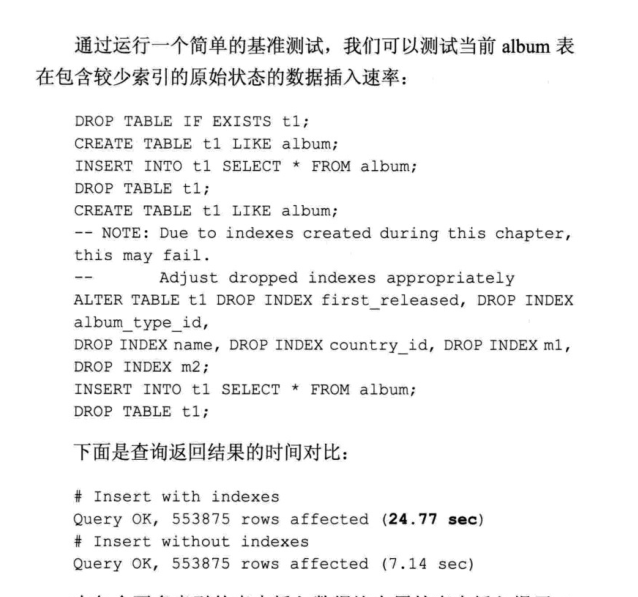 通过运行一个简单的基准测试，我们可以测试当前 album 表
在包含较少索引的原始状态的数据插入速率：
DROP TABLE IF EXISTS t1;
CREATE TABLE t1 LIKE album;
INSERT INTO t1 SELECT * FROM album;
DROP TABLE t1;
CREATE TABLE t1 LIKE album;
-- NOTE: Due to indexes created during this chapter,
this may fail.
--       Adjust dropped indexes appropriately
ALTER TABLE t1 DROP INDEX first_released, DROP INDEX
album_type_id,
DROP INDEX name, DROP INDEX country_id, DROP INDEX m1,
DROP INDEX m2;
INSERT INTO t1 SELECT * FROM album;
DROP TABLE t1;
下面是查询返回结果的时间对比：
# Insert with indexes
Query OK, 553875 rows affected (24.77 sec)
# Insert without indexes
Query OK, 553875 rows affected (7.14 sec)